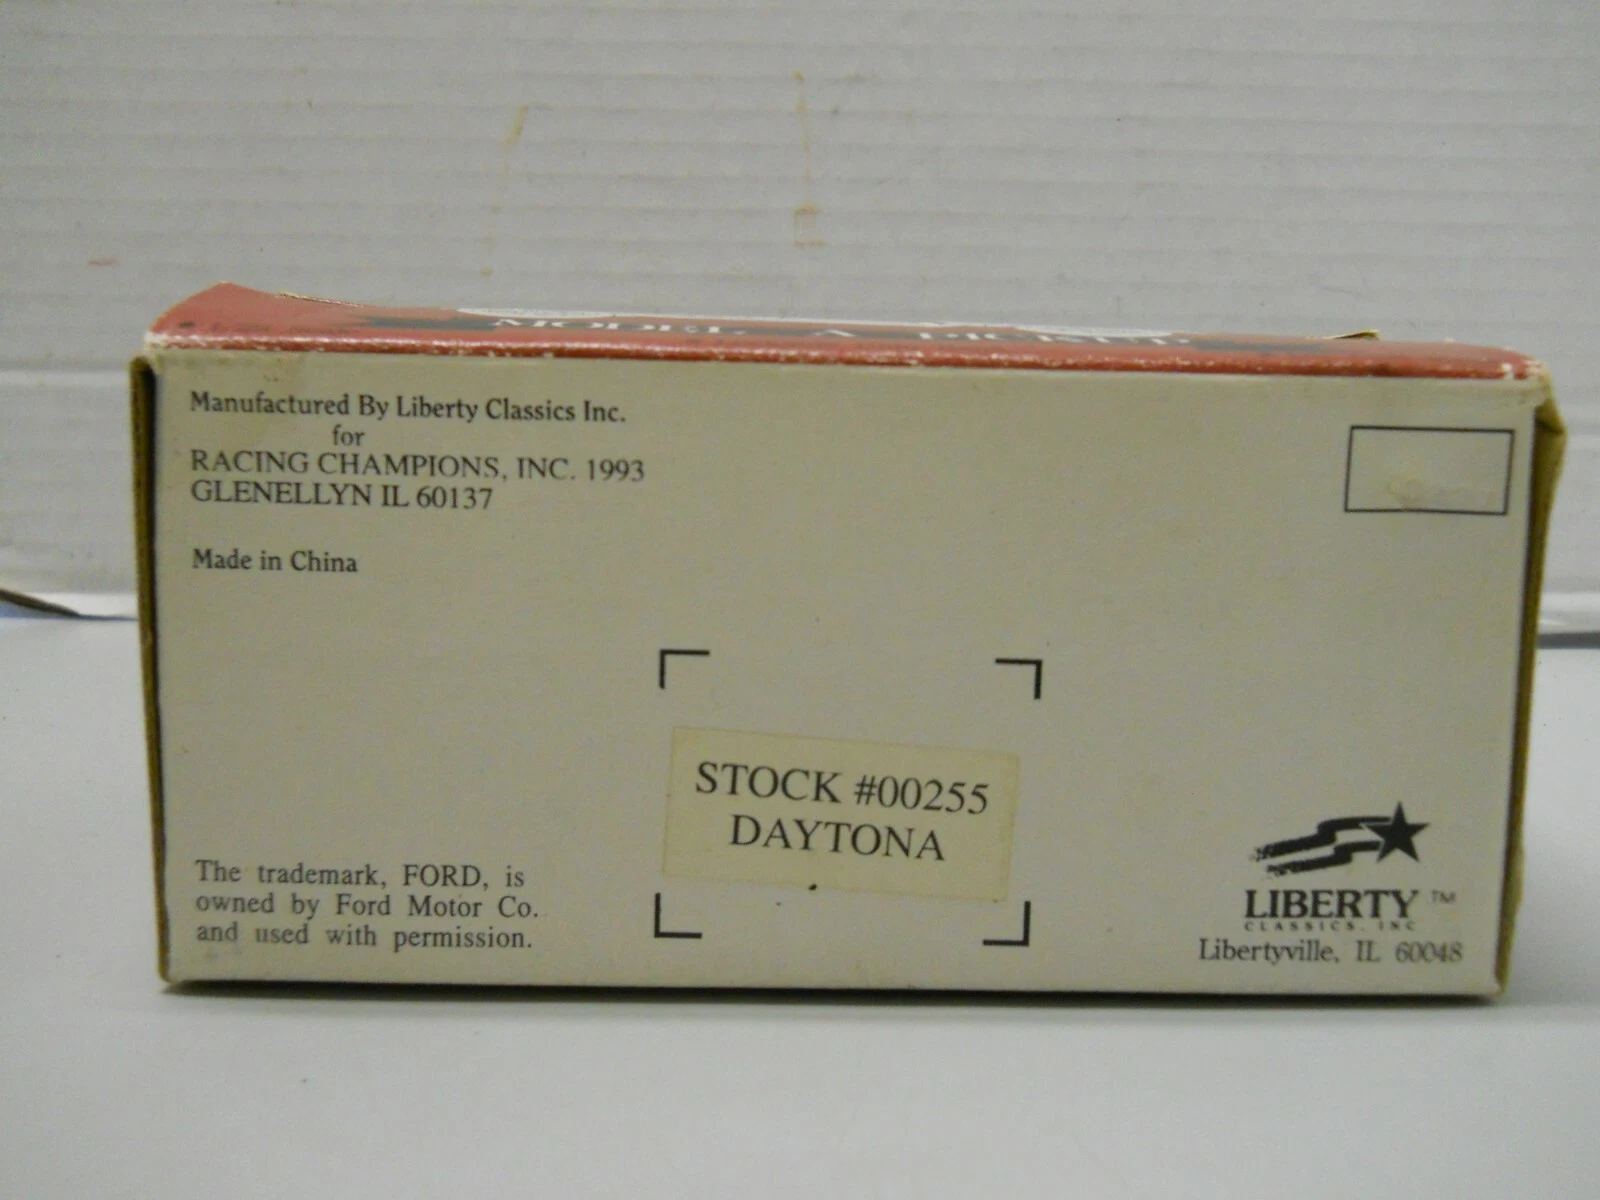 MODEL A PICKUP
Manufactured By Liberty Classics Inc.
for
RACING CHAMPIONS, INC. 1993
GLENELLYN IL 60137
Made in China
STOCK #00255
DAYTONA
The trademark, FORD, is
owned by Ford Motor Co.
and used with permission.
LIBERTY TM
CLASSICS, INC
Libertyville, IL 60048